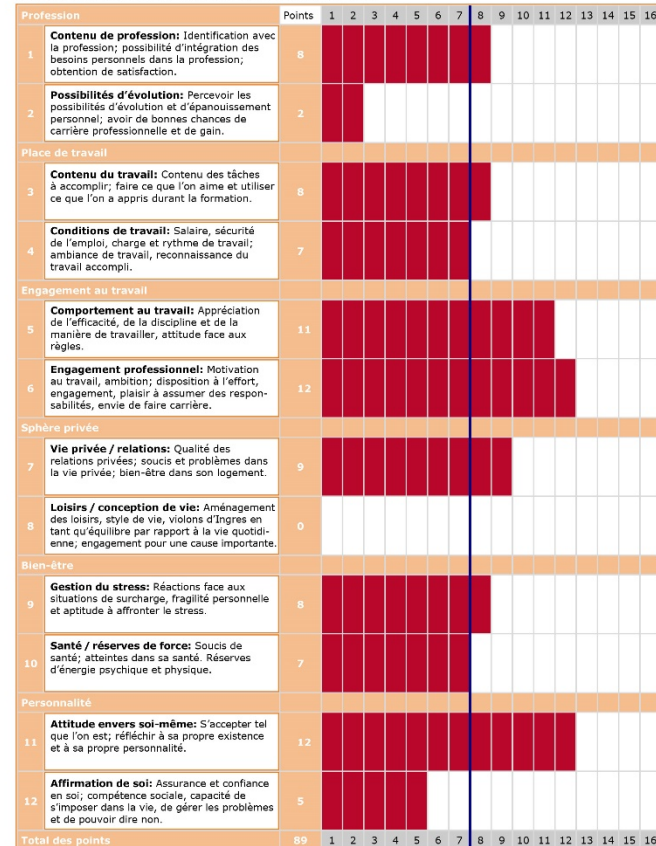 Profession Points 1 2 3 4 5 6 7 8 9 10 11 12 13 14 15 16
1
Contenu de profession: Identification avec
la profession; possibilité d'intégration des
besoins personnels dans la profession;
obtention de satisfaction.
8
2
Possibilités d'évolution: Percevoir les
possibilités d'évolution et d'épanouissement
personnel; avoir de bonnes chances de
carrière professionnelle et de gain.
2
Place de travail
3
Contenu du travail: Contenu des tâches
à accomplir; faire ce que l'on aime et utiliser
ce que l'on a appris durant la formation.
8
4
Conditions de travail: Salaire, sécurité
de l'emploi, charge et rythme de travail;
ambiance de travail, reconnaissance du
travail accompli.
7
Engagement au travail
5
Comportement au travail: Appréciation
de l'efficacité, de la discipline et de la
manière de travailler, attitude face aux
règles.
11
6
Engagement professionnel: Motivation
au travail, ambition; disposition à l'effort,
engagement, plaisir à assumer des respon-
sabilités, envie de faire carrière.
12
Sphère privée
7
Vie privée / relations: Qualité des
relations privées; soucis et problèmes dans
la vie privée; bien-être dans son logement.
9
8
Loisirs / conception de vie: Aménagement
des loisirs, style de vie, violons d'Ingres en
tant qu'équilibre par rapport à la vie quotidi-
enne; engagement pour une cause importante.
0
Bien-être
9
Gestion du stress: Réactions face aux
situations de surcharge, fragilité personnelle
et aptitude à affronter le stress.
8
10
Santé / réserves de force: Soucis de
santé; atteintes dans sa santé. Réserves
d'énergie psychique et physique.
7
Personnalité
11
Attitude envers soi-même: S'accepter tel
que l'on est; réfléchir à sa propre existence
et à sa propre personnalité.
12
12
Affirmation de soi: Assurance et confiance
en soi; compétence sociale, capacité de
s'imposer dans la vie, de gérer les problèmes
et de pouvoir dire non.
5
Total des points 89 1 2 3 4 5 6 7 8 9 10 11 12 13 14 15 16